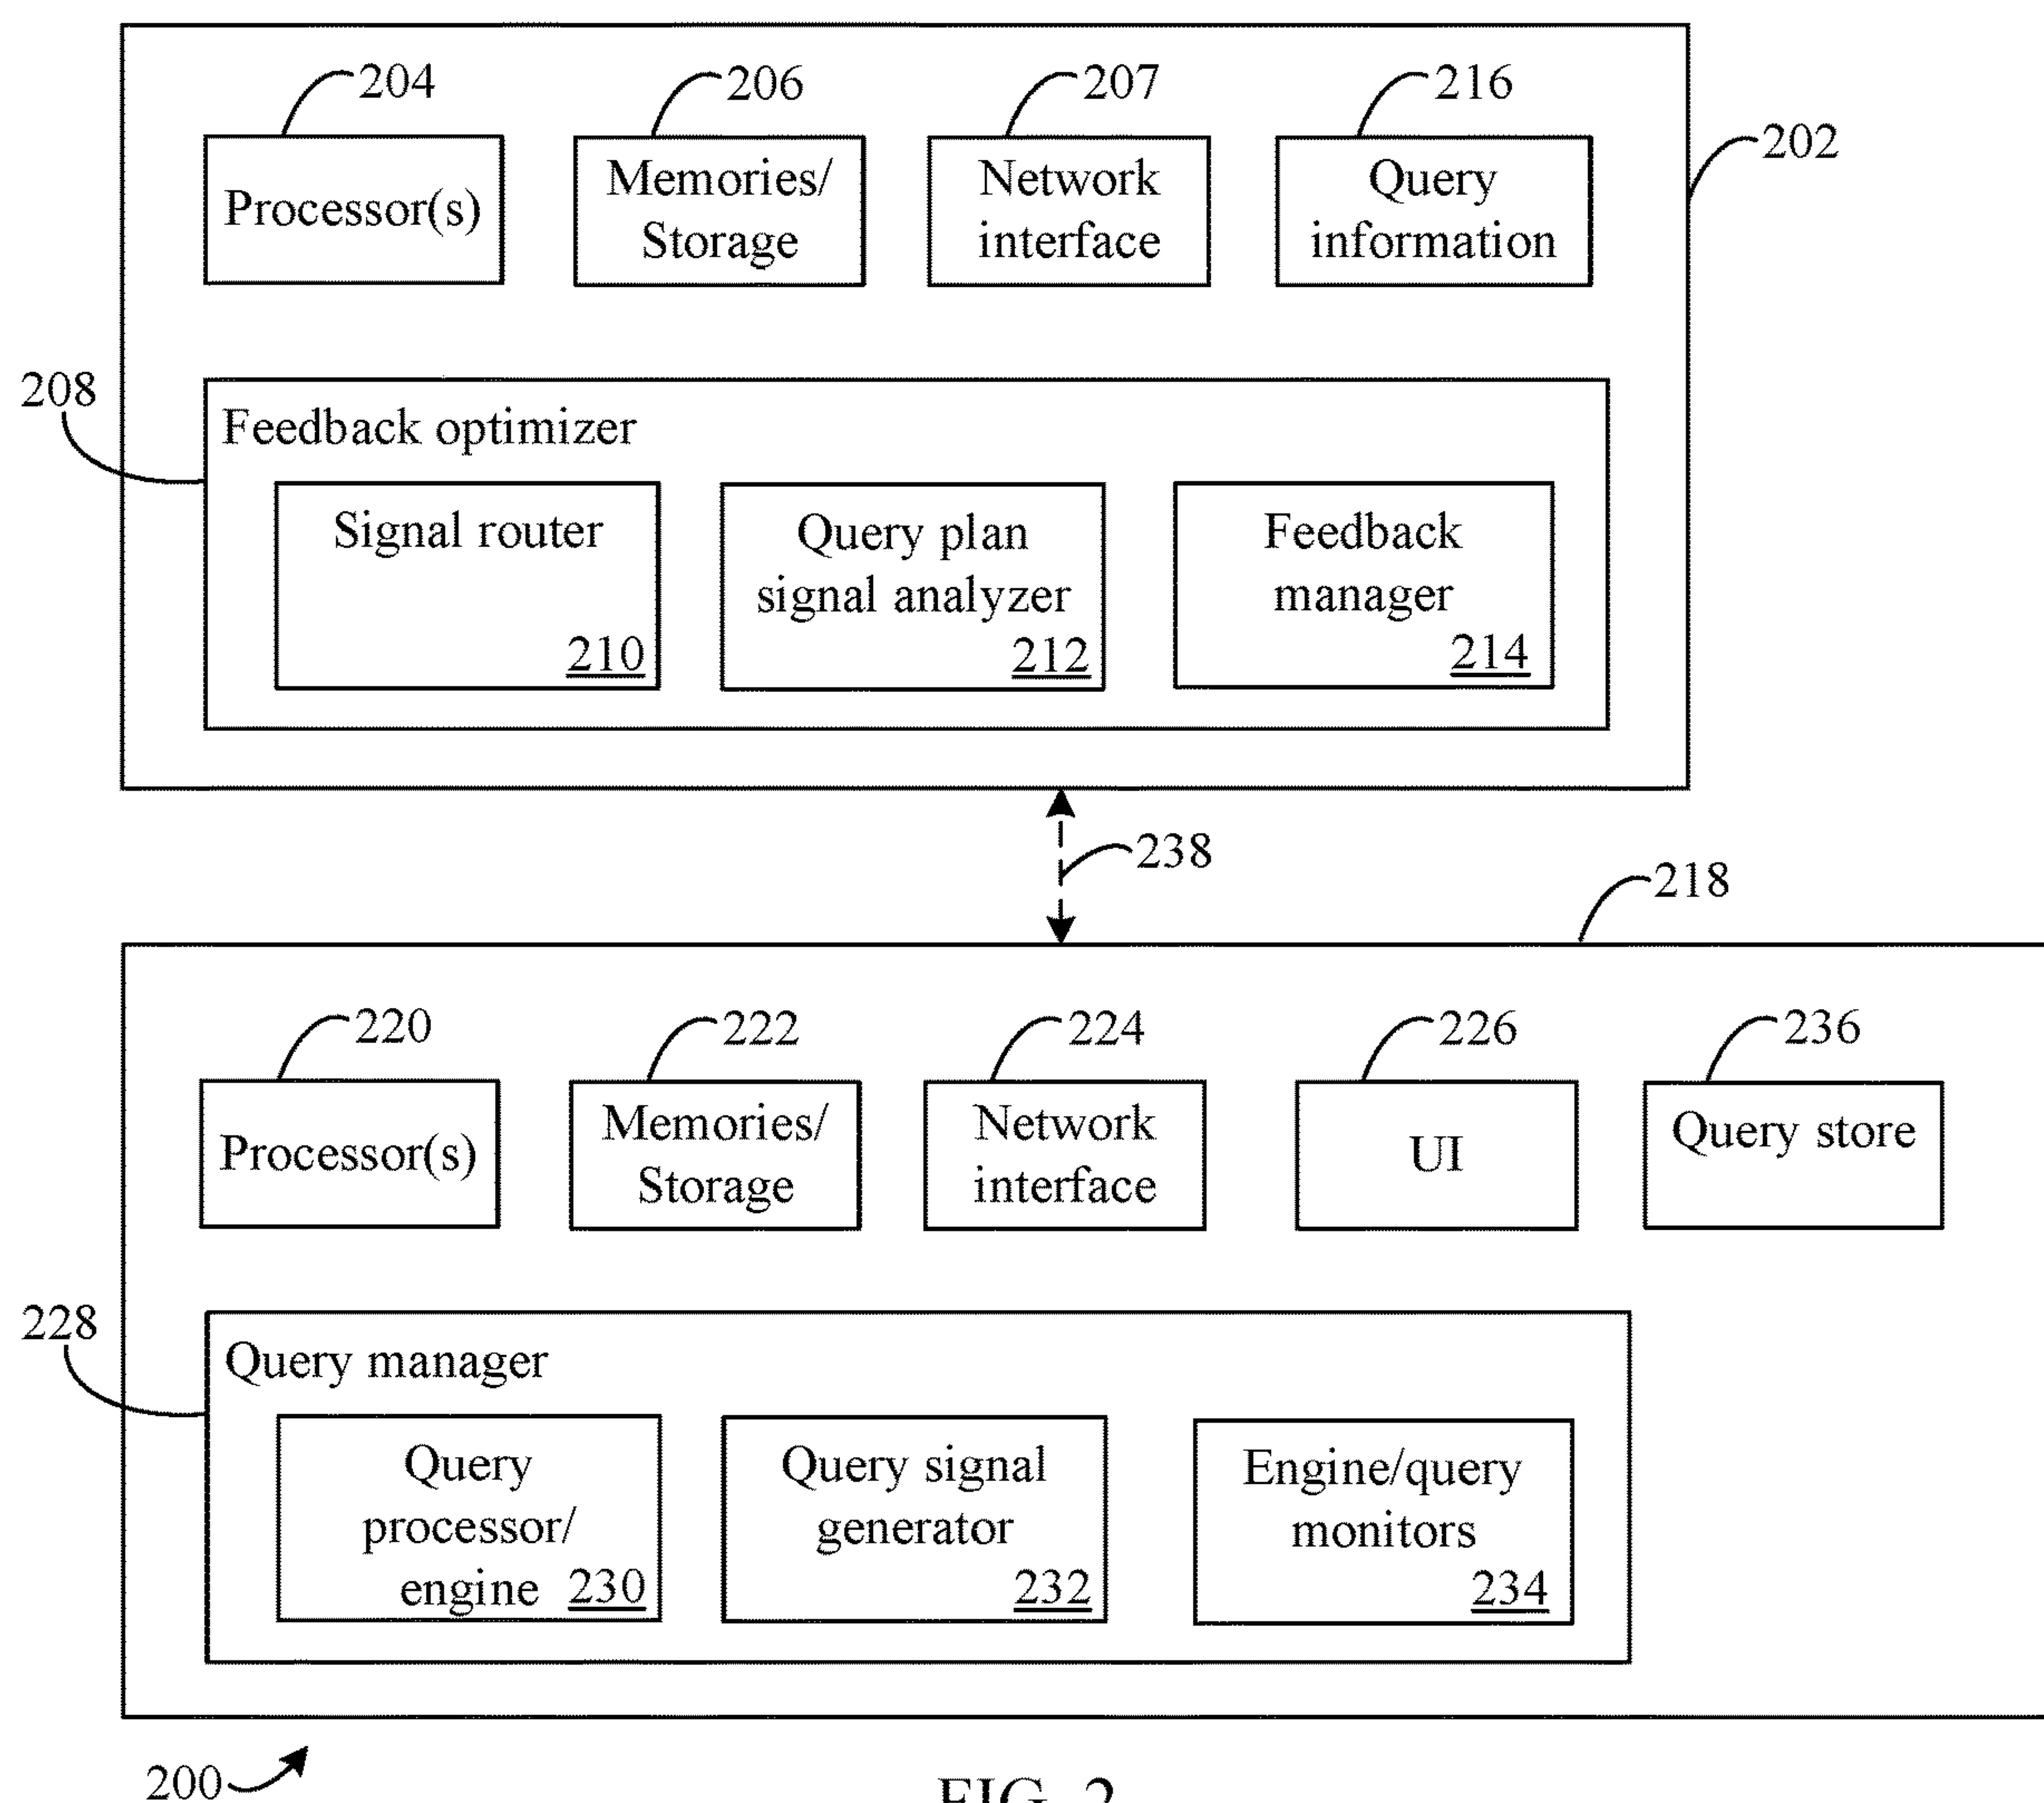 204
206
207
216
202
Processor(s)
Memories/
Storage
Network
interface
Query
information
208
Feedback optimizer
Signal router
210
Query plan
signal analyzer
212
Feedback
manager
214
238
218
220
222
224
226
236
Processor(s)
Memories/
Storage
Network
interface
UI
Query store
228
Query manager
Query
processor/
engine 230
Query signal
generator
232
Engine/query
monitors
234
200
FIG. 2